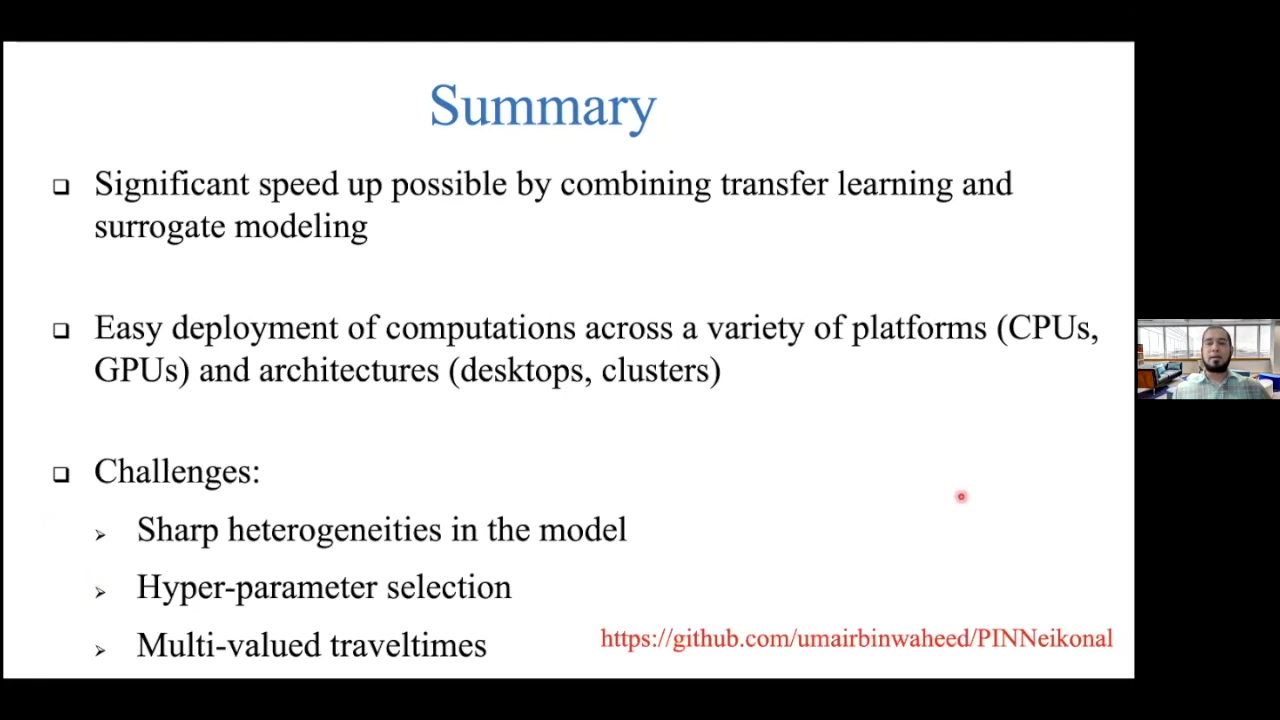 Summary
Significant speed up possible by combining transfer learning and
surrogate modeling
Easy deployment of computations across a variety of platforms (CPUs,
GPUs) and architectures (desktops, clusters)
Challenges:
Sharp heterogeneities in the model
Hyper-parameter selection
Multi-valued traveltimes
https://github.com/umairbinwaheed/PINNeikonal